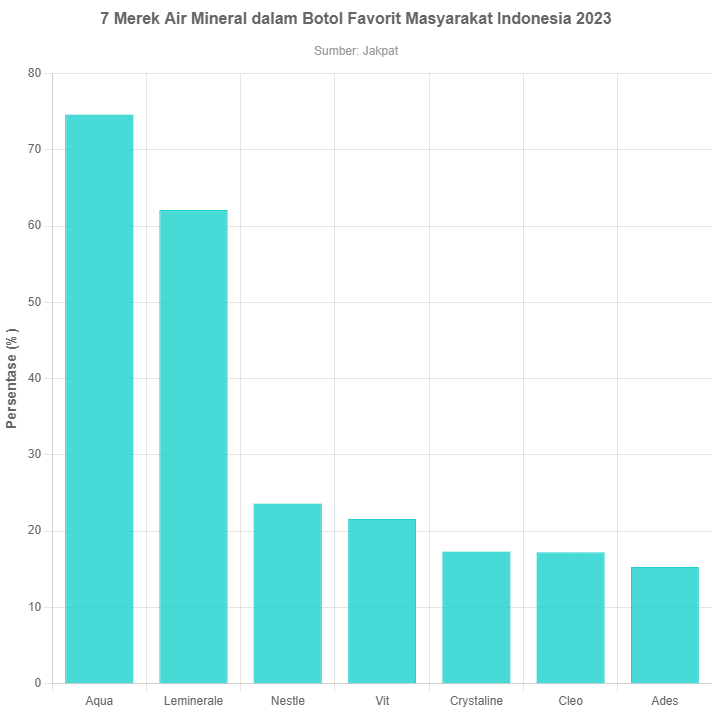 7 Merek Air Mineral dalam Botol Favorit Masyarakat Indonesia 2023
Sumber: Jakpat
Persentase (%)
80
70
60
50
40
30
20
10
0
Aqua Leminerale Nestle Vit Crystaline Cleo Ades